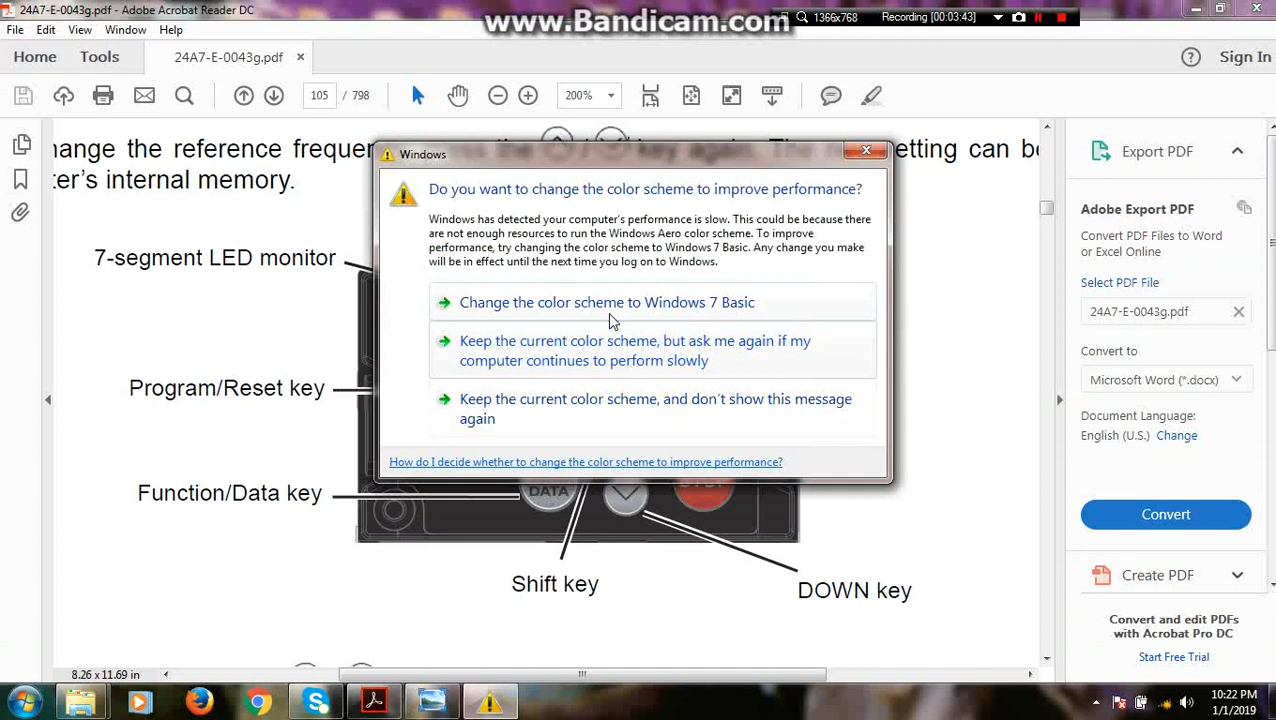 24A7-E-0043g.pdf - Adobe Acrobat Reader DC
www.Bandicam.com
1366x768
Recording [00:03:43]
File Edit View Window Help
Home Tools 24A7-E-0043g.pdf
Sign In
105 / 798
200%
hange the reference frequen
key again. The
etting can be
ter's internal memory.
7-segment LED monitor
Program/Reset key
Function/Data key
DATA
Shift key
DOWN key
Windows
Do you want to change the color scheme to improve performance?
Windows has detected your computer's performance is slow. This could be because there
are not enough resources to run the Windows Aero color scheme. To improve
performance, try changing the color scheme to Windows 7 Basic. Any change you make
will be in effect until the next time you log on to Windows.
Change the color scheme to Windows 7 Basic
Keep the current color scheme, but ask me again if my
computer continues to perform slowly
Keep the current color scheme, and don't show this message
again
How do I decide whether to change the color scheme to improve performance?
Export PDF
Adobe Export PDF
Convert PDF Files to Word
or Excel Online
Select PDF File
24A7-E-0043g.pdf
Convert to
Microsoft Word (*.docx)
Document Language:
English (U.S.) Change
Convert
Create PDF
Convert and edit PDFs
with Acrobat Pro DC
Start Free Trial
8.26 x 11.69 in
10:22 PM
1/1/2019